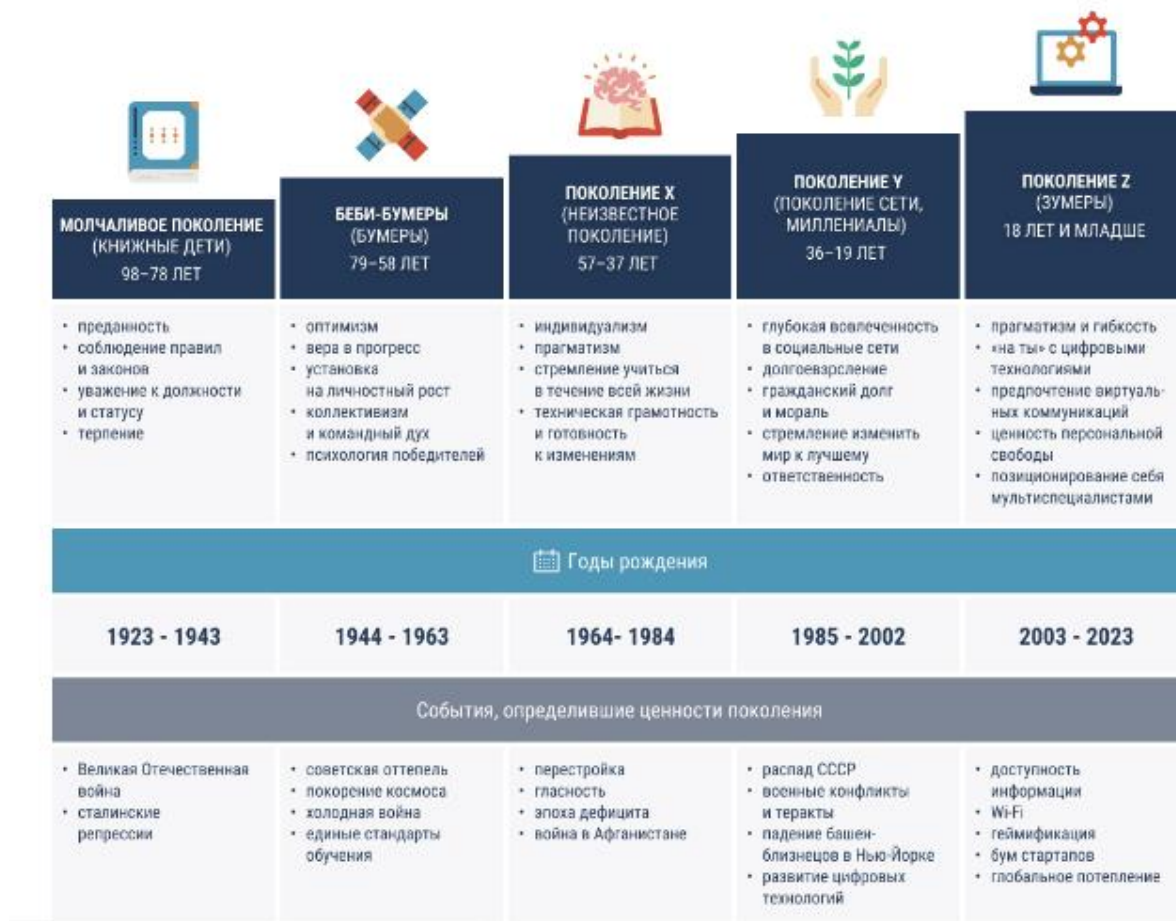 МОЛЧАЛИВОЕ ПОКОЛЕНИЕ
(КНИЖНЫЕ ДЕТИ)
98–78 ЛЕТ
• преданность
• соблюдение правил
и законов
• уважение к должности
и статусу
• терпение
БЕБИ-БУМЕРЫ
(БУМЕРЫ)
79–58 ЛЕТ
• оптимизм
• вера в прогресс
• установка
на личностный рост
• коллективизм
и командный дух
• психология победителей
ПОКОЛЕНИЕ X
(НЕИЗВЕСТНОЕ
ПОКОЛЕНИЕ)
57–37 ЛЕТ
• индивидуализм
• прагматизм
• стремление учиться
в течение всей жизни
• техническая грамотность
и готовность
к изменениям
ПОКОЛЕНИЕ Y
(ПОКОЛЕНИЕ СЕТИ,
МИЛЛЕНИАЛЫ)
36–19 ЛЕТ
• глубокая вовлеченность
в социальные сети
• долговзросление
• гражданский долг
и мораль
• стремление изменить
мир к лучшему
• ответственность
ПОКОЛЕНИЕ Z
(ЗУМЕРЫ)
18 ЛЕТ И МЛАДШЕ
• прагматизм и гибкость
• «на ты» с цифровыми
технологиями
• предпочтение виртуаль-
ных коммуникаций
• ценность персональной
свободы
• позиционирование себя
мультиспециалистами
Годы рождения
1923 - 1943
1944 - 1963
1964- 1984
1985 - 2002
2003 - 2023
События, определившие ценности поколения
• Великая Отечественная
война
• сталинские
репрессии
• советская оттепель
• покорение космоса
• холодная война
• единые стандарты
обучения
• перестройка
• гласность
• эпоха дефицита
• война в Афганистане
• распад СССР
• военные конфликты
и теракты
• падение башен-
близнецов в Нью-Йорке
• развитие цифровых
технологий
• доступность
информации
• Wi-Fi
• геймификация
• бум стартапов
• глобальное потепление